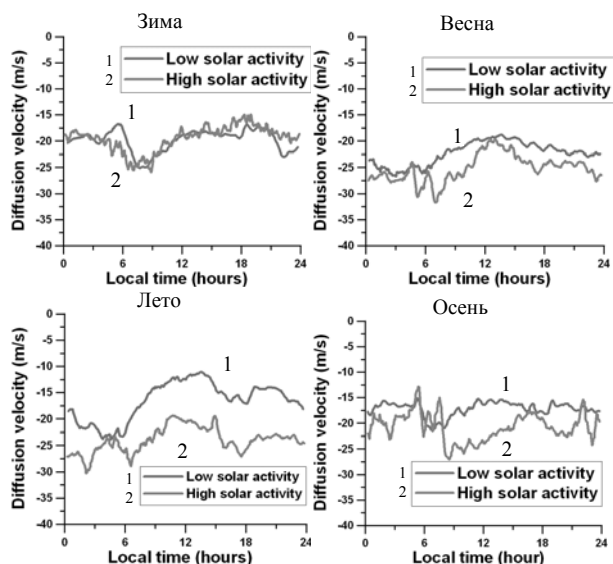 Зима
Diffusion velocity (m/s)
0
-5
-10
-15
-20
-25
-30
-35
-40
1 Low solar activity
2 High solar activity
1
2
0 6 12 18 24
Local time (hours)
Весна
Diffusion velocity (m/s)
0
-5
-10
-15
-20
-25
-30
-35
-40
1 Low solar activity
2 High solar activity
1
2
0 6 12 18 24
Local time (hours)
Лето
Diffusion velocity (m/s)
0
-5
-10
-15
-20
-25
-30
-35
-40
1
2
1 Low solar activity
2 High solar activity
0 6 12 18 24
Local time (hours)
Осень
Diffusion velocity (m/s)
0
-5
-10
-15
-20
-25
-30
-35
-40
1
2
1 Low solar activity
2 High solar activity
0 6 12 18 24
Local time (hour)